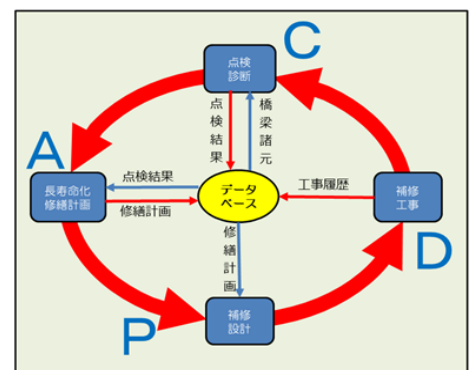 C
点検
診断
点検結果
橋梁諸元
A
長寿命化
修繕計画
点検結果
修繕計画
データ
ベース
工事履歴
補修
工事
D
修繕計画
P
補修
設計